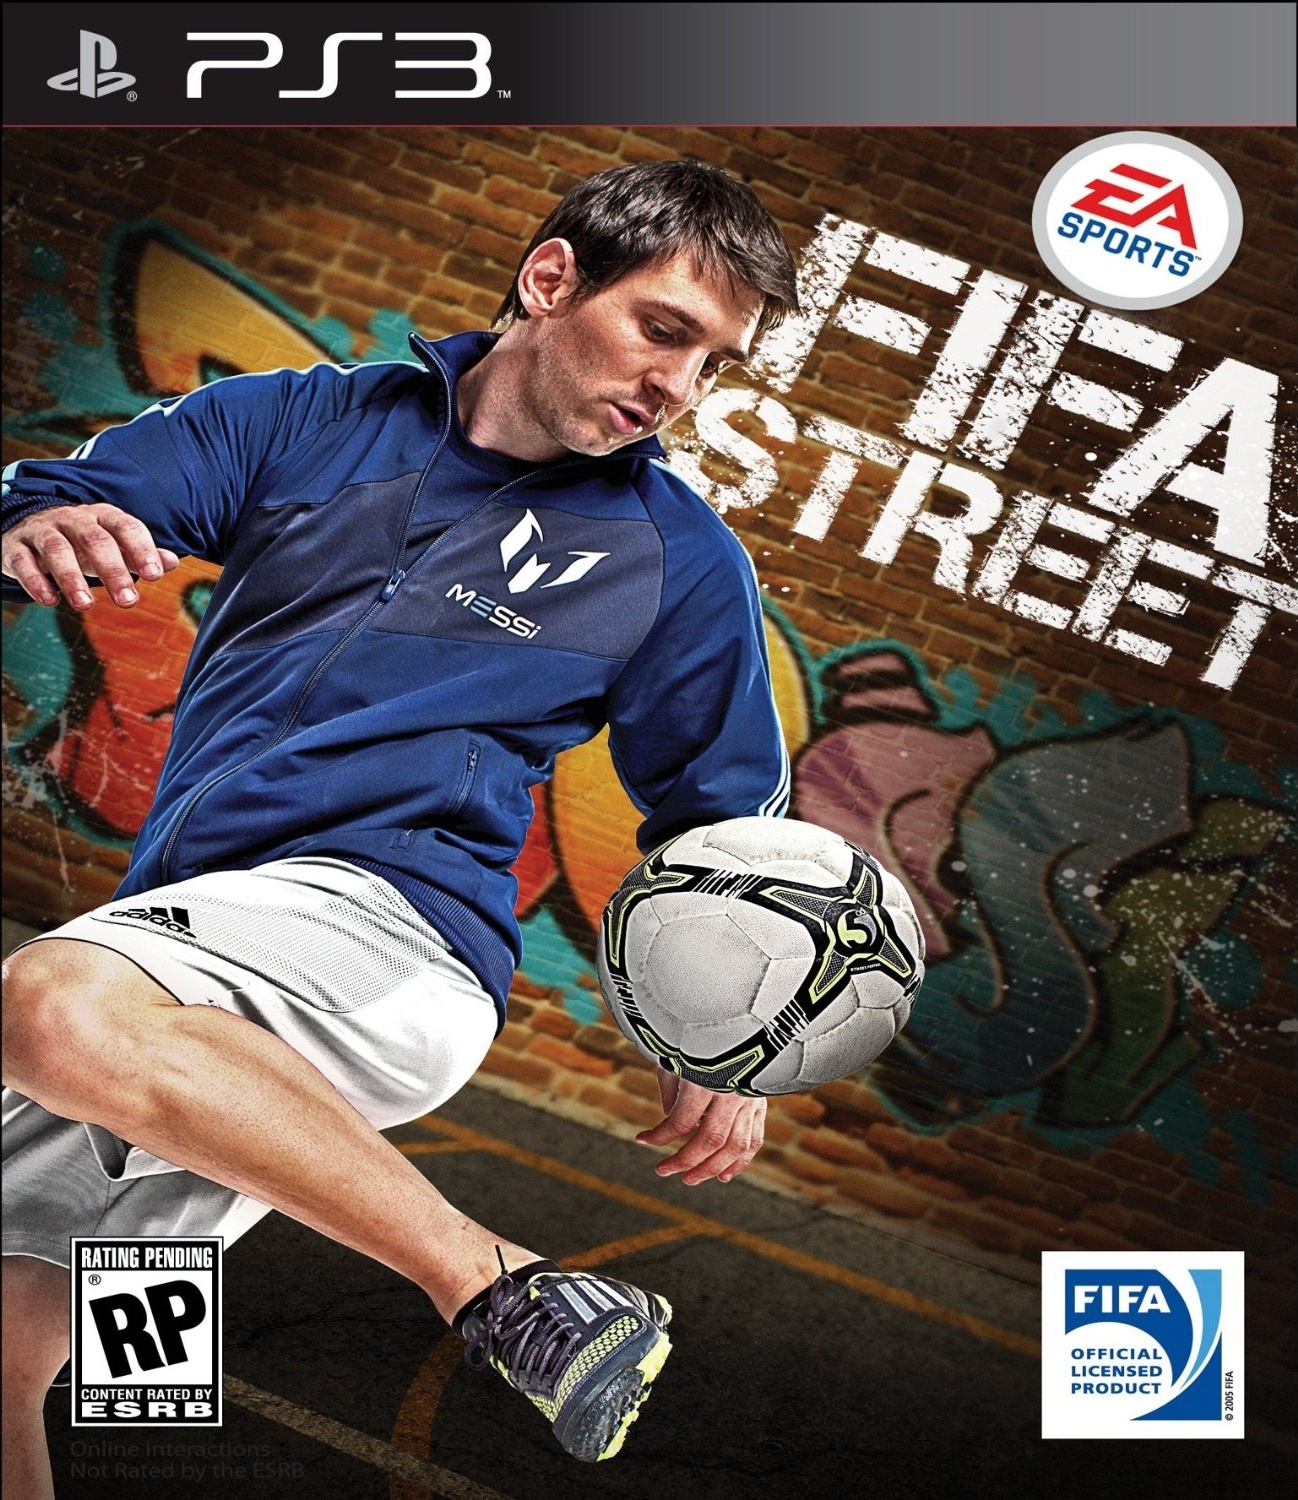 PS3
EA
SPORTS
FIFA
STREET
MESSi
adidas
RATING PENDING
RP
CONTENT RATED BY
ESRB
Online Interactions
Not Rated by the ESRB
FIFA
OFFICIAL
LICENSED
PRODUCT
© 2005 FIFA